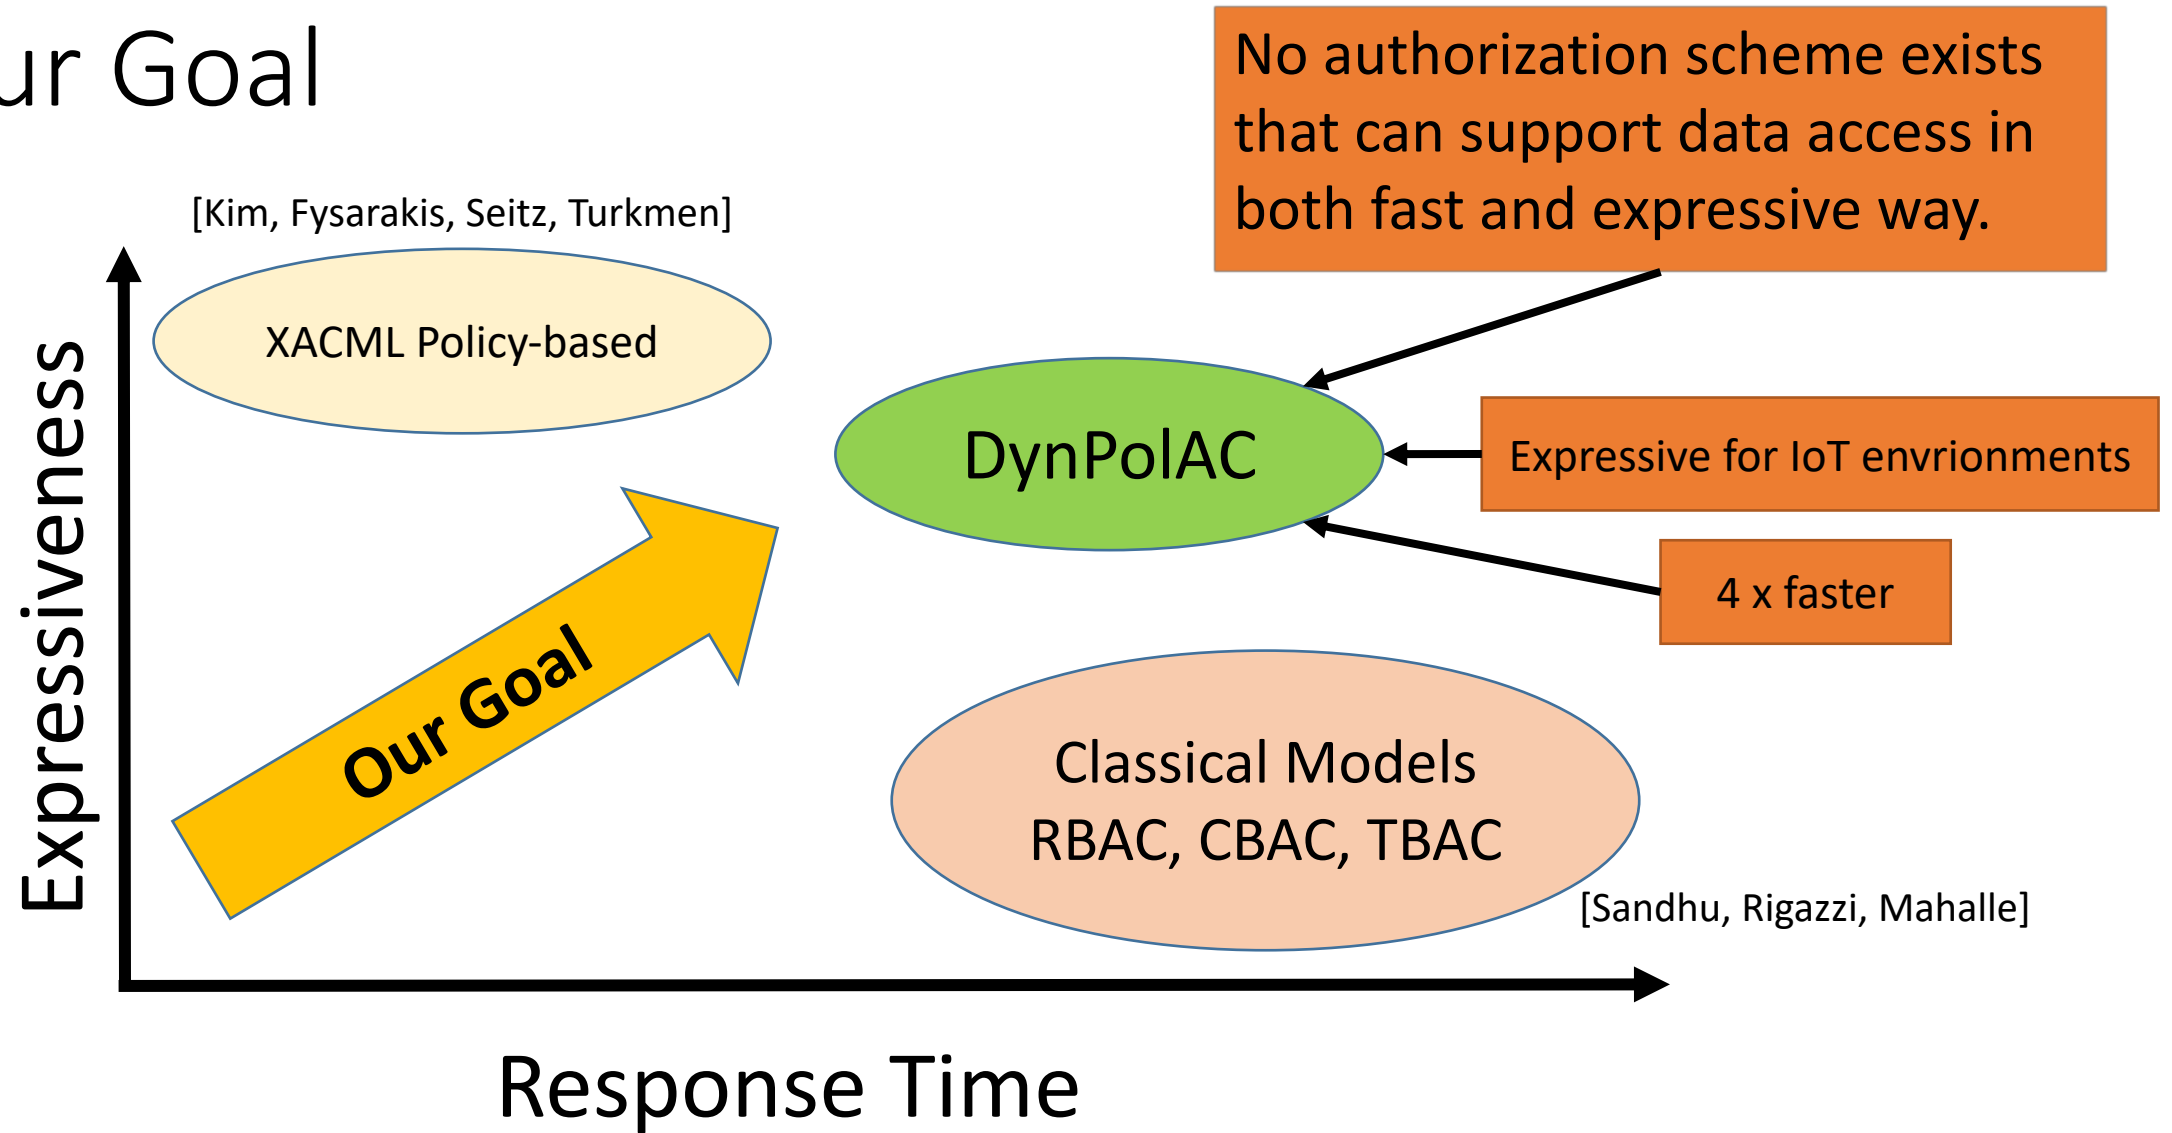 ur Goal
No authorization scheme exists
that can support data access in
both fast and expressive way.
[Kim, Fysarakis, Seitz, Turkmen]
XACML Policy-based
DynPolAC
Expressive for IoT envrionments
4 x faster
Expressiveness
Our Goal
Classical Models
RBAC, CBAC, TBAC
[Sandhu, Rigazzi, Mahalle]
Response Time